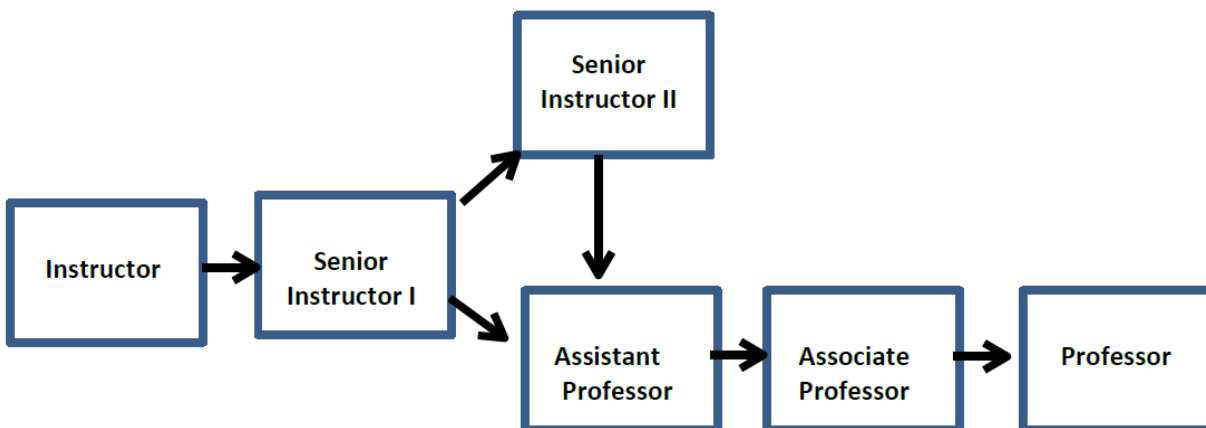 Senior
Instructor II
Instructor
Senior
Instructor I
Assistant
Professor
Associate
Professor
Professor